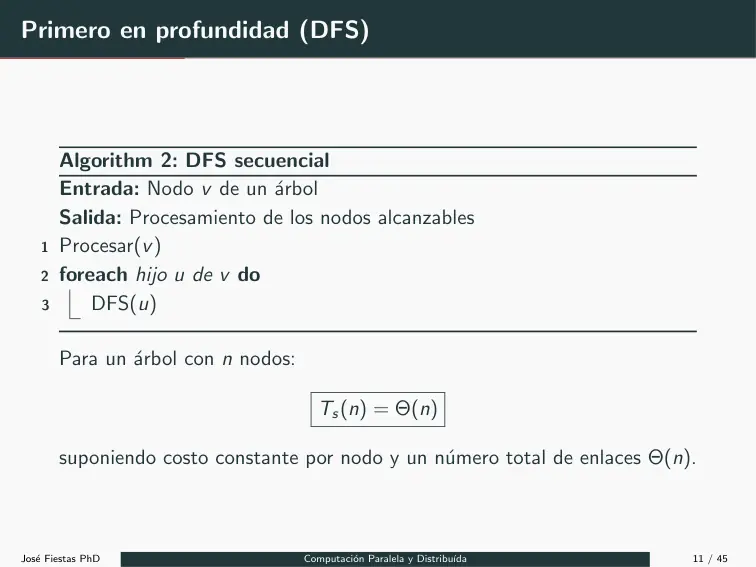 Primero en profundidad (DFS)
Algorithm 2: DFS secuencial
Entrada: Nodo v de un árbol
Salida: Procesamiento de los nodos alcanzables
1 Procesar(v)
2 foreach hijo u de v do
3 DFS(u)
Para un árbol con n nodos:
Tₛ(n) = Θ(n)
suponiendo costo constante por nodo y un número total de enlaces Θ(n).
José Fiestas PhD Computación Paralela y Distribuída 11 / 45